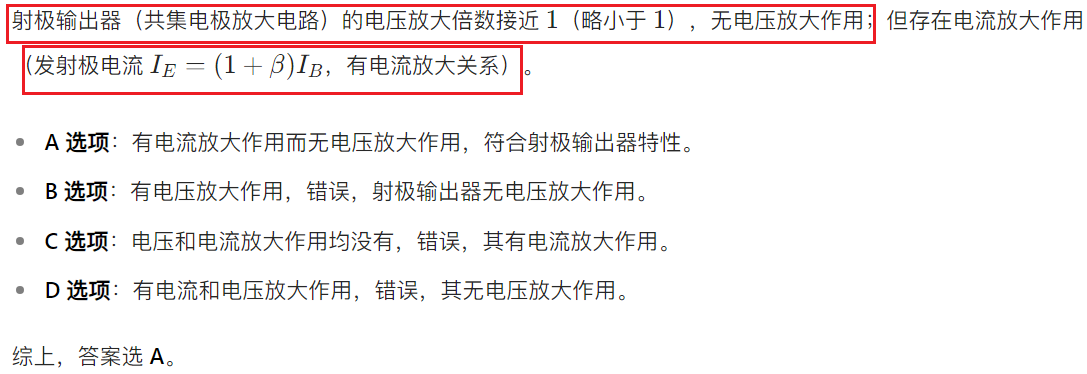 射极输出器（共集电极放大电路）的电压放大倍数接近 1（略小于 1），无电压放大作用；但存在电流放大作用
（发射极电流 $I_E = (1 + \beta)I_B$，有电流放大关系）。
• A 选项：有电流放大作用而无电压放大作用，符合射极输出器特性。
• B 选项：有电压放大作用，错误，射极输出器无电压放大作用。
• C 选项：电压和电流放大作用均没有，错误，其有电流放大作用。
• D 选项：有电流和电压放大作用，错误，其无电压放大作用。
综上，答案选 A。